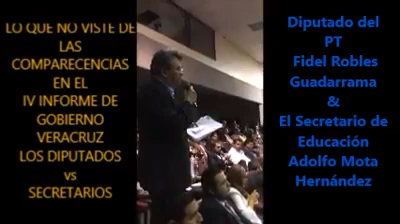 LO QUE NO VISTE DE
LAS
COMPARECENCIAS
EN EL
IV INFORME DE
GOBIERNO
VERACRUZ
LOS DIPUTADOS
vs
SECRETARIOS
Diputado del
PT
Fidel Robles
Guadarrama
&
El Secretario de
Educación
Adolfo Mota
Hernández